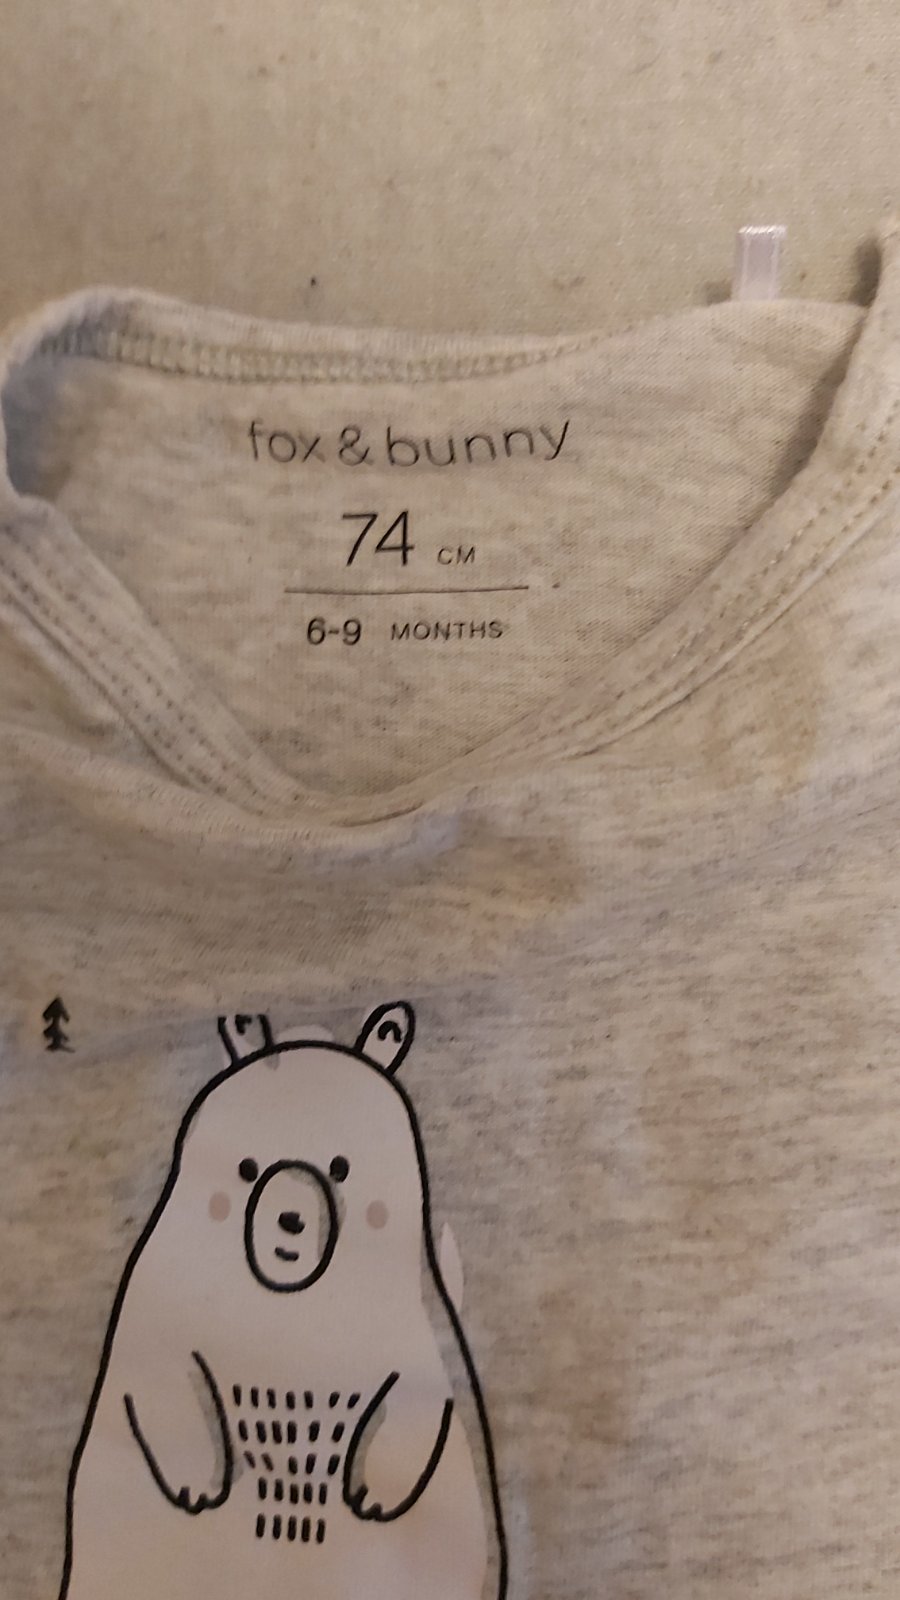 fox & bunny
74 CM
6-9 MONTHS